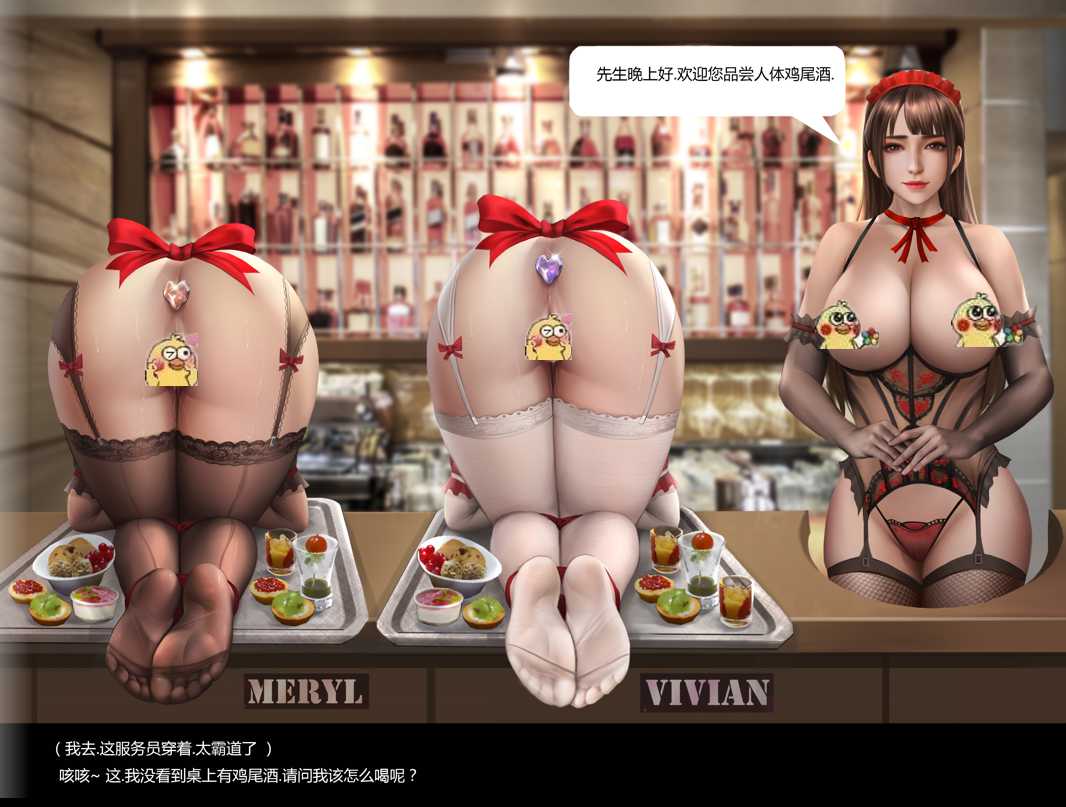 先生晚上好.欢迎您品尝人体鸡尾酒.
MERYL
VIVIAN
（ 我去.这服务员穿着.太霸道了 ）
咳咳~ 这.我没看到桌上有鸡尾酒.请问我该怎么喝呢？